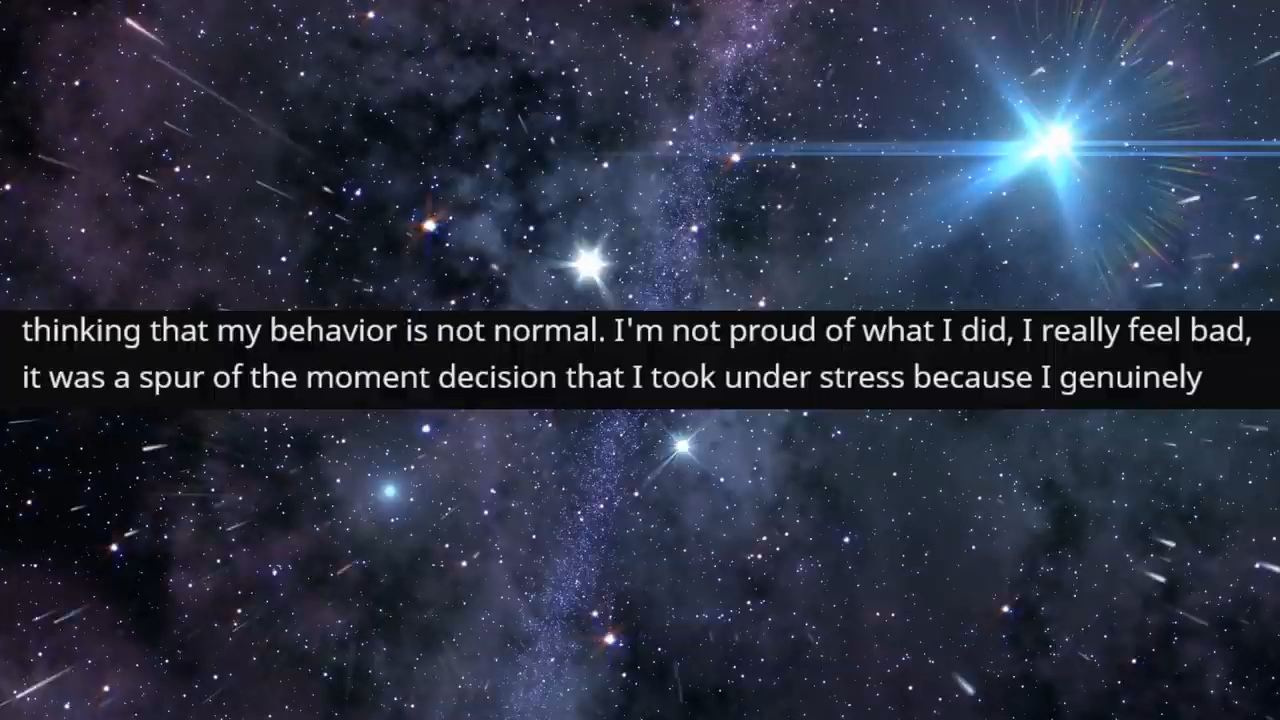 thinking that my behavior is not normal. I'm not proud of what I did, I really feel bad,
it was a spur of the moment decision that I took under stress because I genuinely